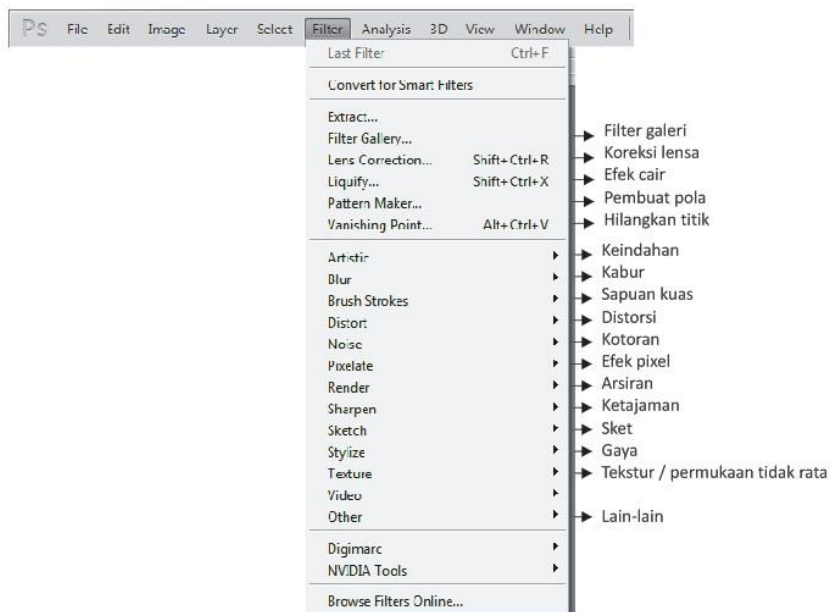 Ps File Edit Image Layer Select Filter Analysis 3D View Window Help
Last Filter Ctrl+F
Convert for Smart Filters
Extract...
Filter Gallery... Filter galeri
Lens Correction... Shift+Ctrl+R Koreksi lensa
Liquify... Shift+Ctrl+X Efek cair
Pattern Maker... Pembuat pola
Vanishing Point... Alt+Ctrl+V Hilangkan titik
Artistic Keindahan
Blur Kabur
Brush Strokes Sapuan kuas
Distort Distorsi
Noise Kotoran
Pixelate Efek pixel
Render Arsiran
Sharpen Ketajaman
Sketch Sket
Stylize Gaya
Texture Tekstur / permukaan tidak rata
Video
Other Lain-lain
Digimarc
NVIDIA Tools
Browse Filters Online...